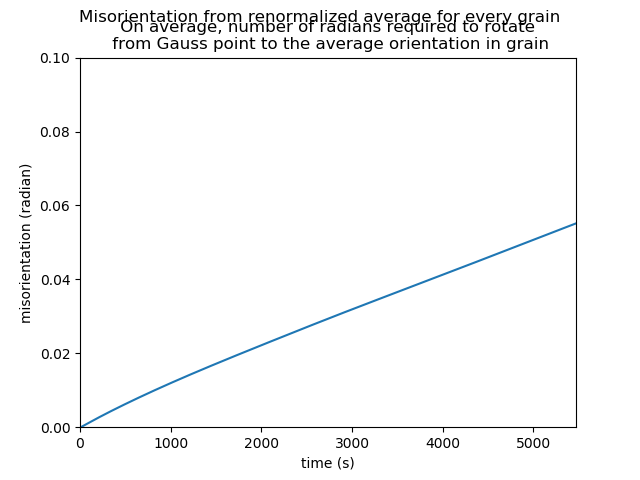 Misorientation from renormalized average for every grain
On average, number of radians required to rotate
from Gauss point to the average orientation in grain
0.10
0.08
0.06
0.04
0.02
0.00
misorientation (radian)
0 1000 2000 3000 4000 5000
time (s)